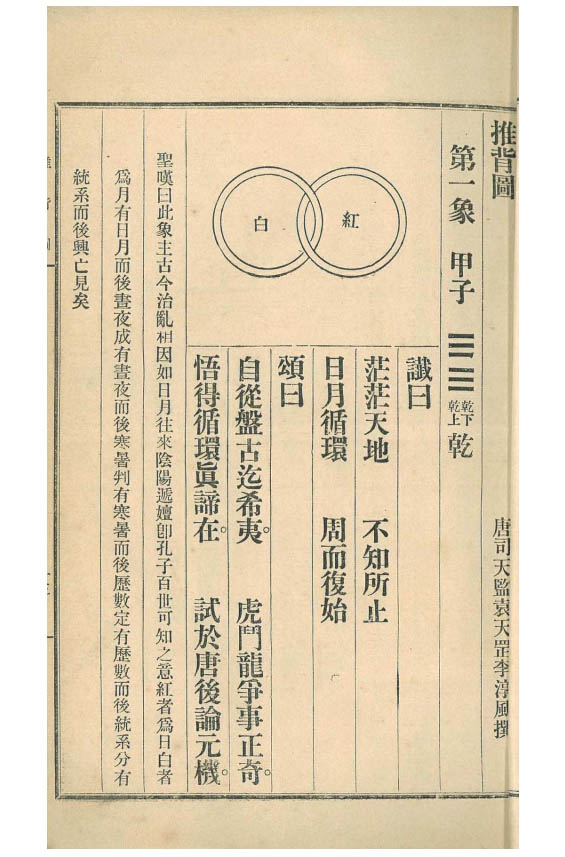 推背圖
唐司天監袁天罡李淳風撰
第一象 甲子 ☰☰ 乾下乾上 乾
紅
白
讖曰
茫茫天地 不知所止
日月循環 周而復始
頌曰
自從盤古迄希夷。 虎鬥龍爭事正奇。
悟得循環眞諦在。 試於唐後論元機。
聖嘆曰此象主古今治亂相因如日月往來陰陽遞嬗卽孔子百世可知之意紅者爲日白者
爲月有日月而後晝夜成有晝夜而後寒暑判有寒暑而後歷數定有歷數而後統系分有
統系而後興亡見矣